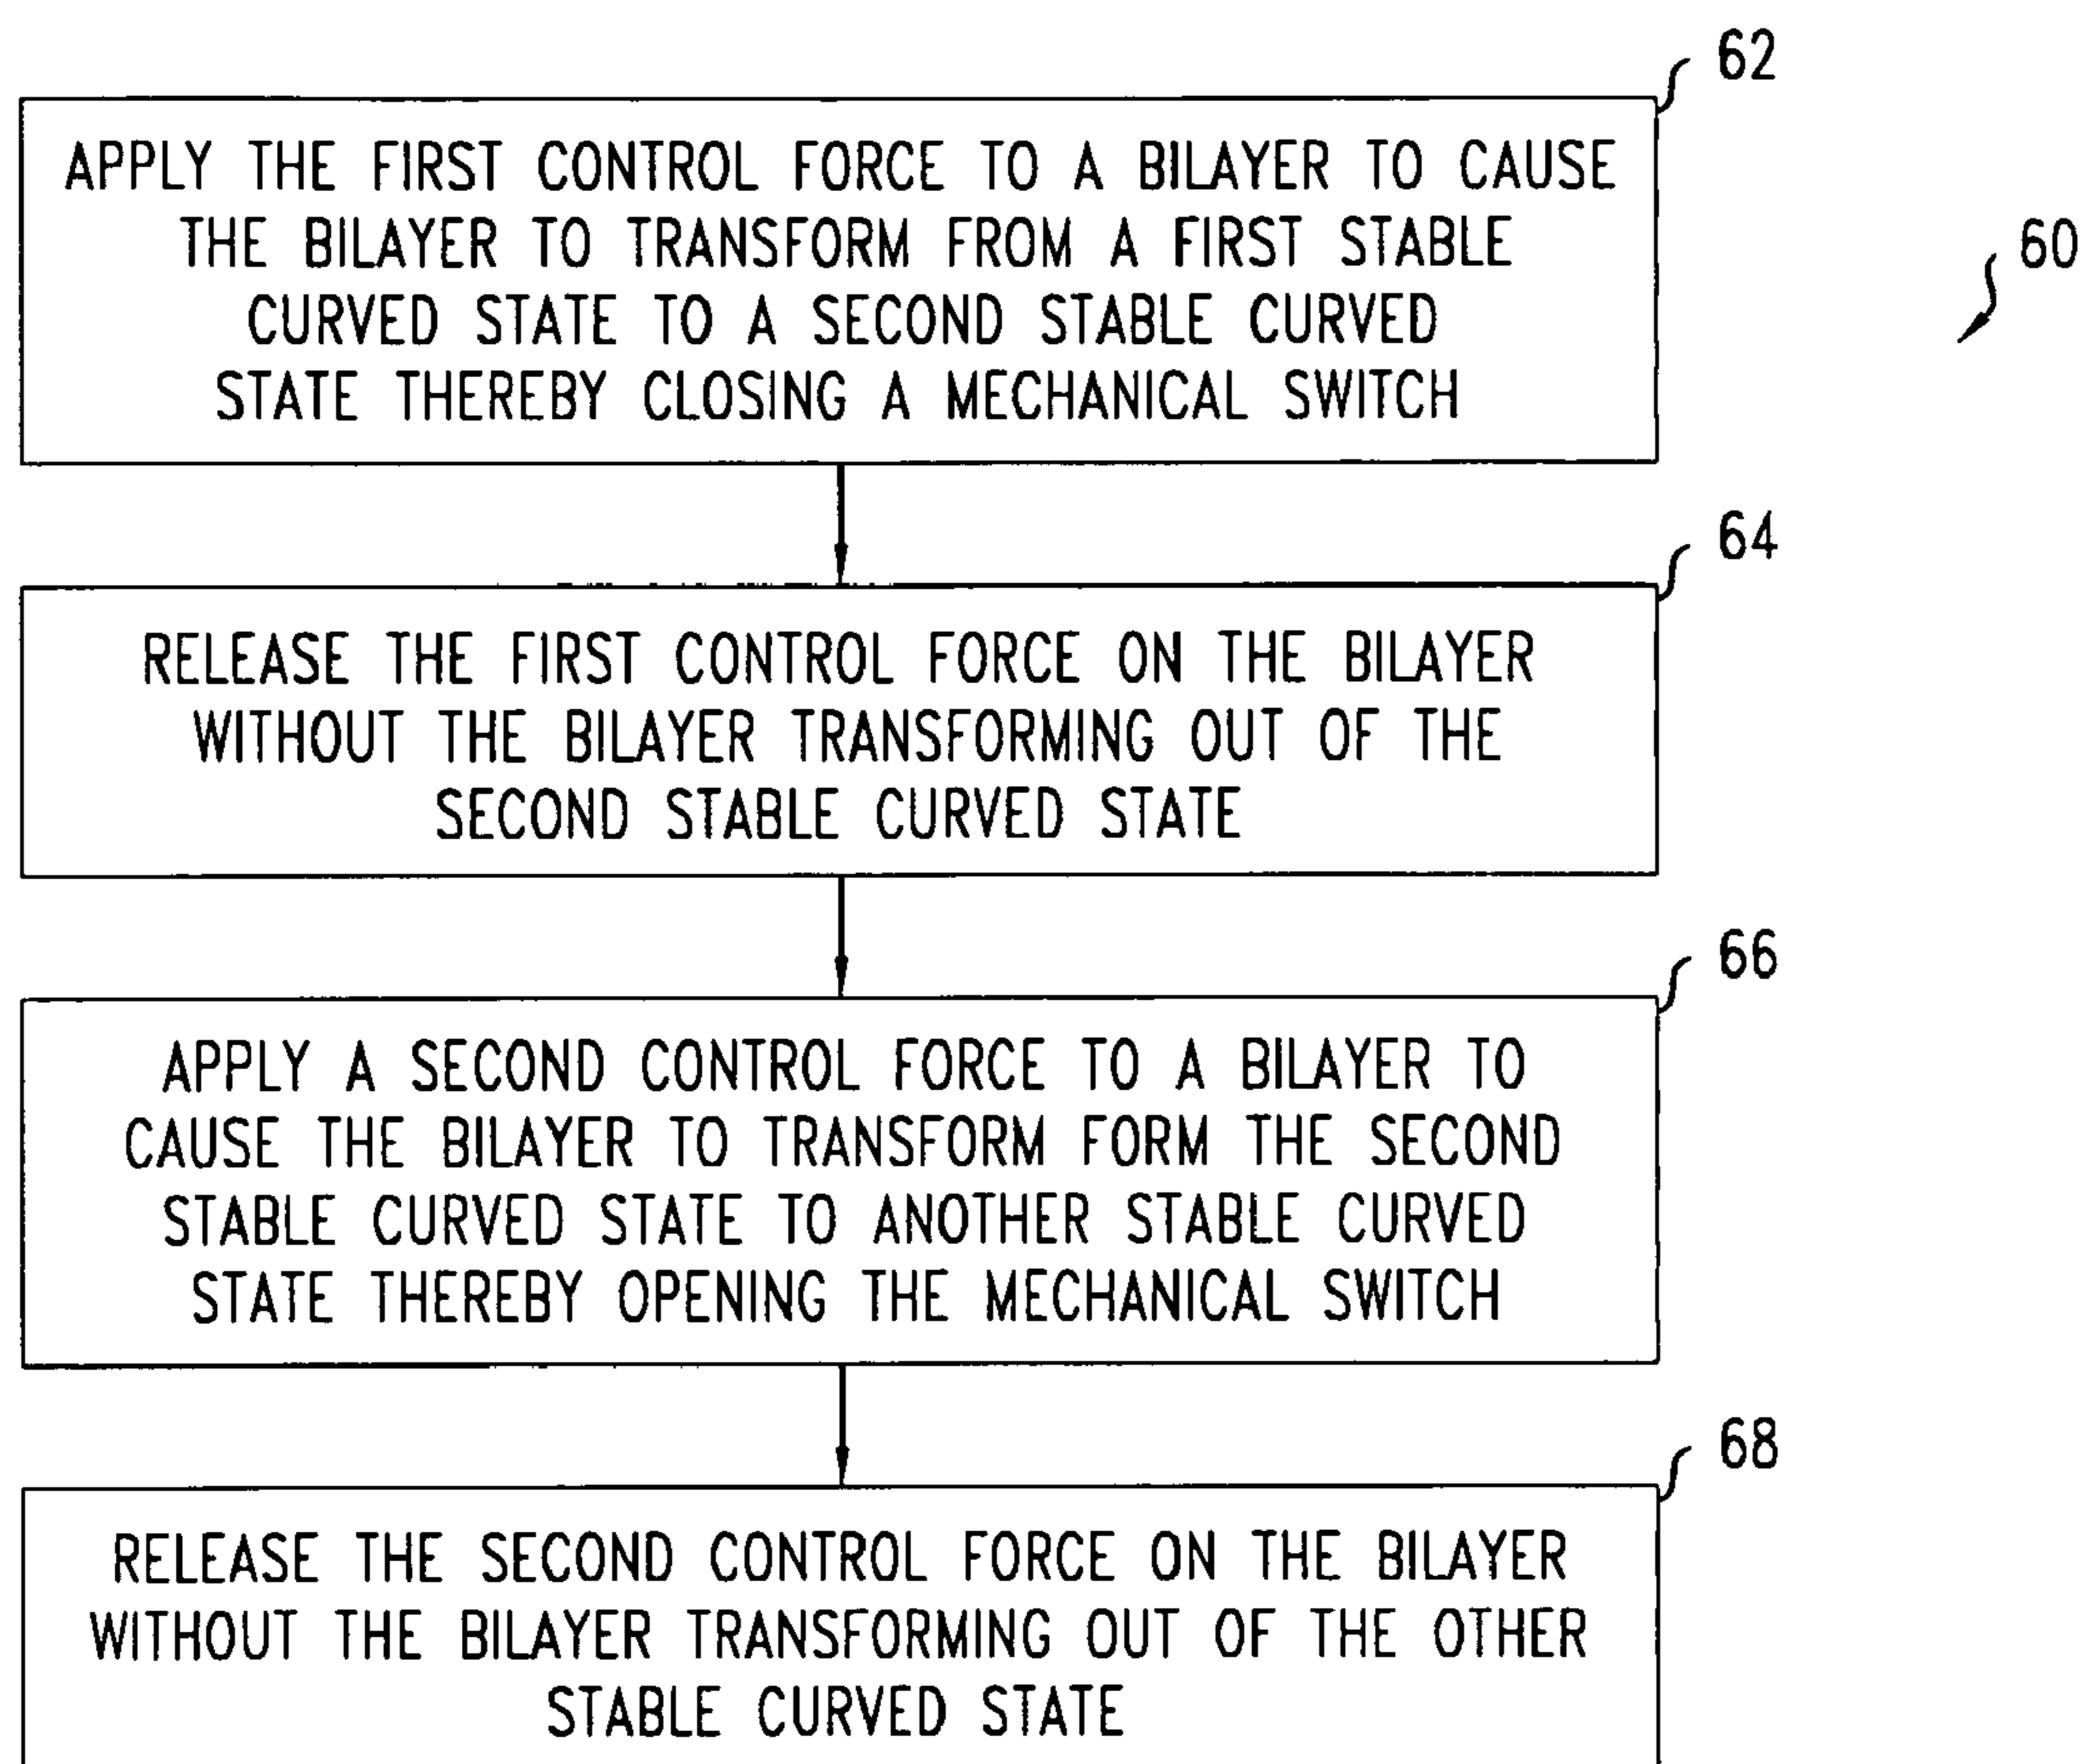 62
APPLY THE FIRST CONTROL FORCE TO A BILAYER TO CAUSE
THE BILAYER TO TRANSFORM FROM A FIRST STABLE
CURVED STATE TO A SECOND STABLE CURVED
STATE THEREBY CLOSING A MECHANICAL SWITCH
60
64
RELEASE THE FIRST CONTROL FORCE ON THE BILAYER
WITHOUT THE BILAYER TRANSFORMING OUT OF THE
SECOND STABLE CURVED STATE
66
APPLY A SECOND CONTROL FORCE TO A BILAYER TO
CAUSE THE BILAYER TO TRANSFORM FORM THE SECOND
STABLE CURVED STATE TO ANOTHER STABLE CURVED
STATE THEREBY OPENING THE MECHANICAL SWITCH
68
RELEASE THE SECOND CONTROL FORCE ON THE BILAYER
WITHOUT THE BILAYER TRANSFORMING OUT OF THE OTHER
STABLE CURVED STATE